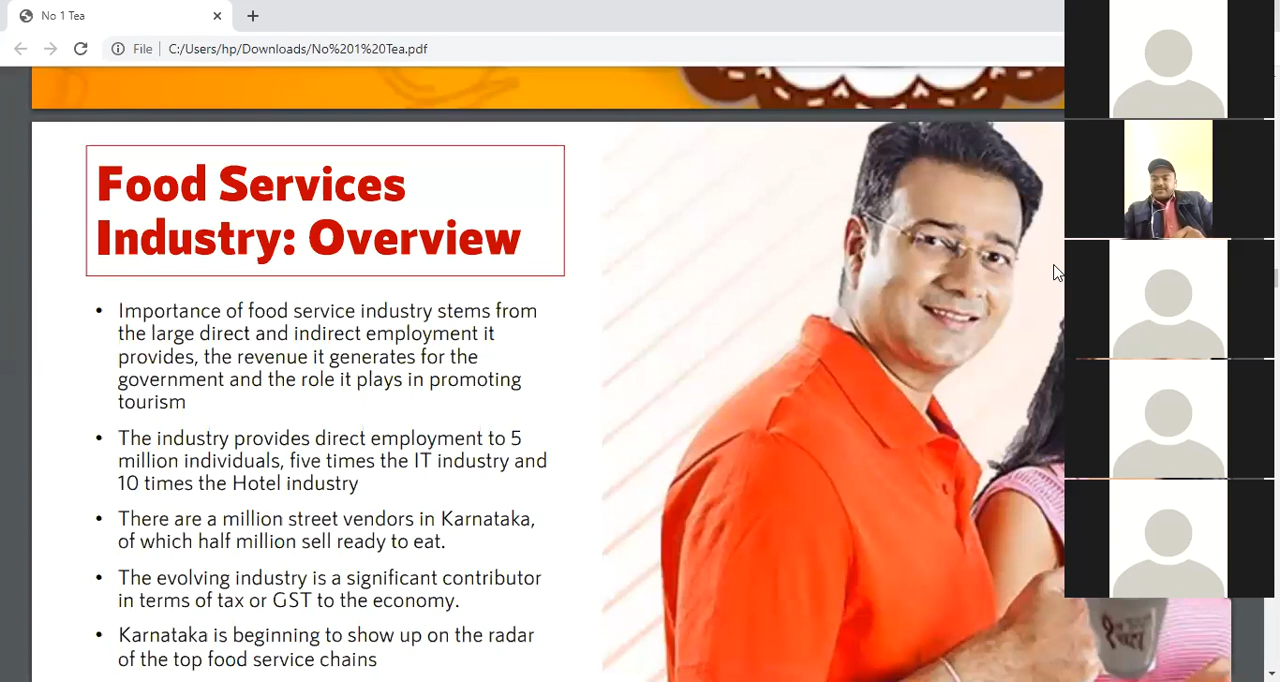 No 1 Tea
File
C:/Users/hp/Downloads/No%201%20Tea.pdf
Food Services
Industry: Overview
• Importance of food service industry stems from
the large direct and indirect employment it
provides, the revenue it generates for the
government and the role it plays in promoting
tourism
• The industry provides direct employment to 5
million individuals, five times the IT industry and
10 times the Hotel industry
• There are a million street vendors in Karnataka,
of which half million sell ready to eat.
• The evolving industry is a significant contributor
in terms of tax or GST to the economy.
• Karnataka is beginning to show up on the radar
of the top food service chains